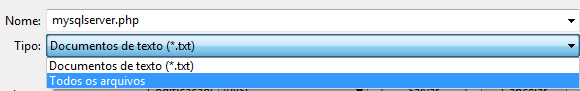 Nome: mysqlserver.php
Tipo: Documentos de texto (*.txt)
Documentos de texto (*.txt)
Todos os arquivos